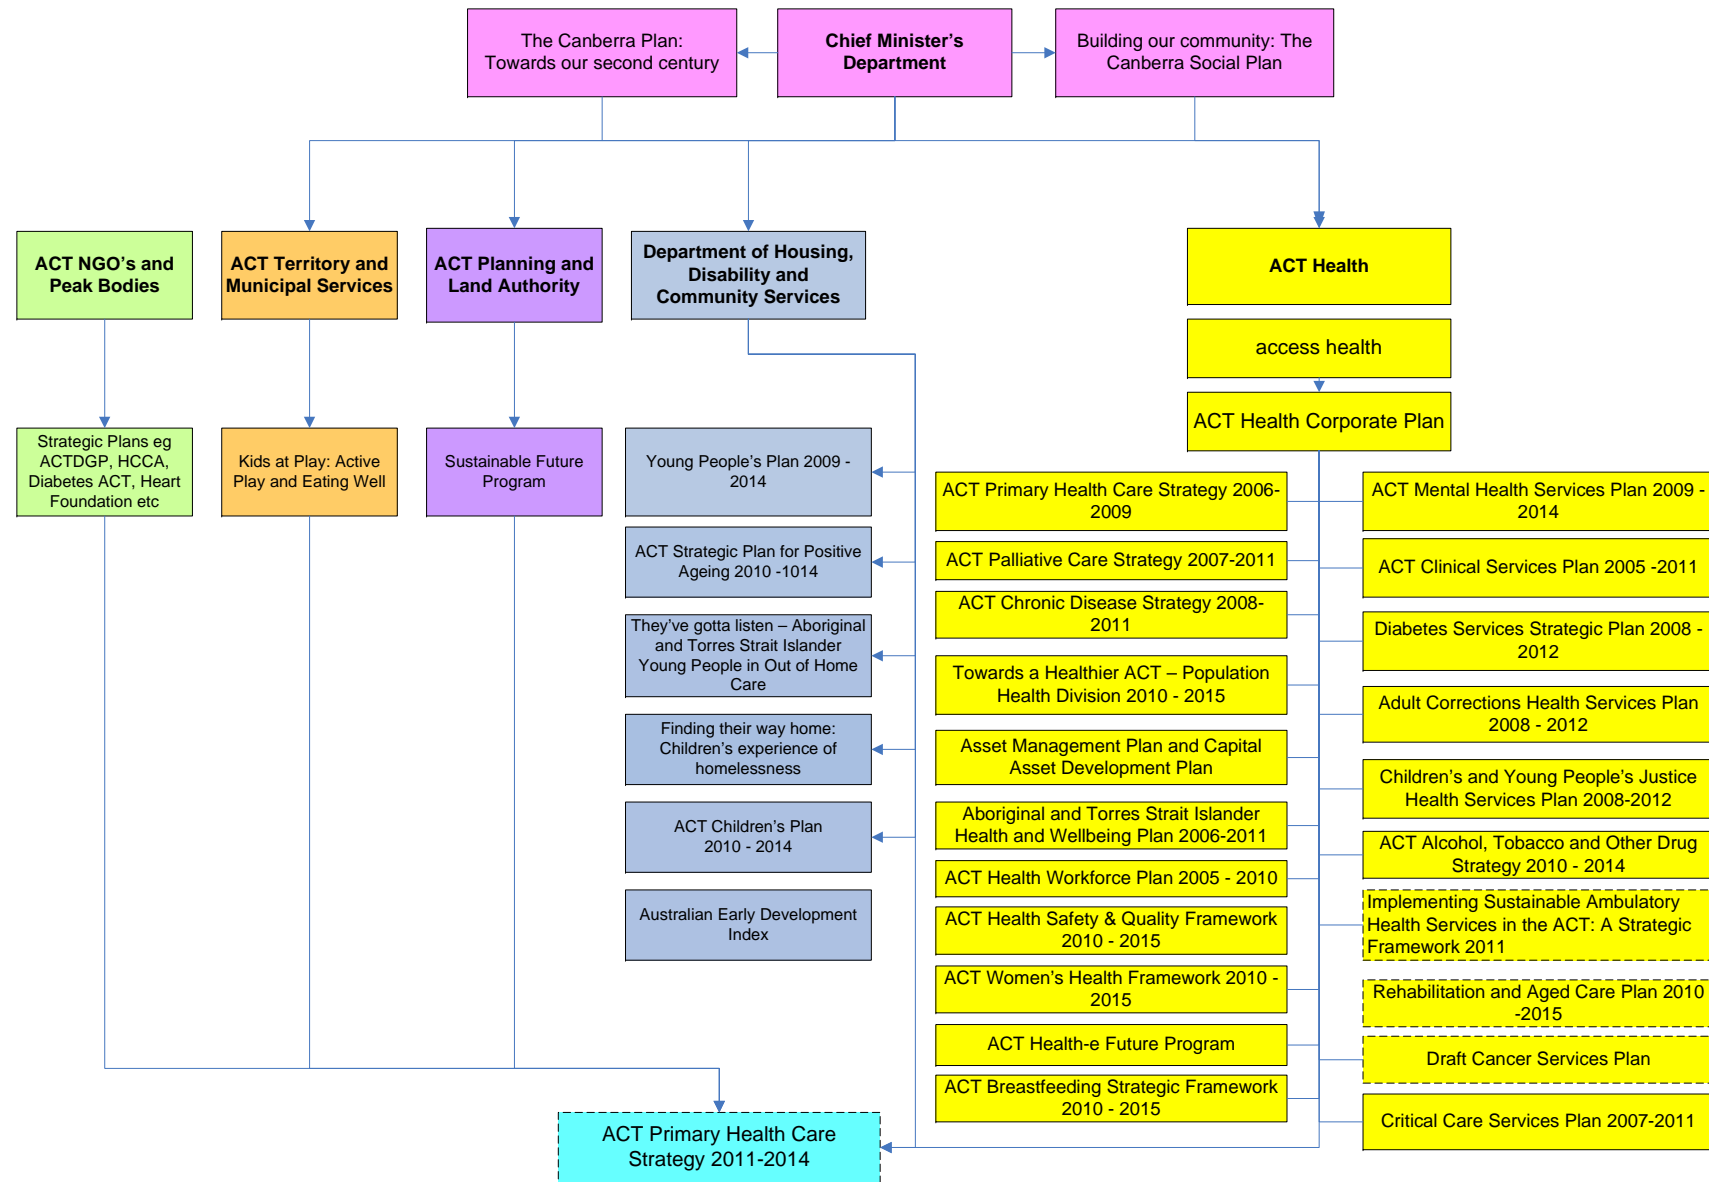 The Canberra Plan:
Towards our second century
Chief Minister's
Department
Building our community: The
Canberra Social Plan
ACT NGO's and
Peak Bodies
ACT Territory and
Municipal Services
ACT Planning and
Land Authority
Department of Housing,
Disability and
Community Services
ACT Health
access health
ACT Health Corporate Plan
Strategic Plans eg
ACTDGP, HCCA,
Diabetes ACT, Heart
Foundation etc
Kids at Play: Active
Play and Eating Well
Sustainable Future
Program
Young People's Plan 2009 -
2014
ACT Strategic Plan for Positive
Ageing 2010 -1014
They've gotta listen – Aboriginal
and Torres Strait Islander
Young People in Out of Home
Care
Finding their way home:
Children's experience of
homelessness
ACT Children's Plan
2010 - 2014
Australian Early Development
Index
ACT Primary Health Care Strategy 2006-
2009
ACT Palliative Care Strategy 2007-2011
ACT Chronic Disease Strategy 2008-
2011
Towards a Healthier ACT – Population
Health Division 2010 - 2015
Asset Management Plan and Capital
Asset Development Plan
Aboriginal and Torres Strait Islander
Health and Wellbeing Plan 2006-2011
ACT Health Workforce Plan 2005 - 2010
ACT Health Safety & Quality Framework
2010 - 2015
ACT Women's Health Framework 2010 -
2015
ACT Health-e Future Program
ACT Breastfeeding Strategic Framework
2010 - 2015
ACT Mental Health Services Plan 2009 -
2014
ACT Clinical Services Plan 2005 -2011
Diabetes Services Strategic Plan 2008 -
2012
Adult Corrections Health Services Plan
2008 - 2012
Children's and Young People's Justice
Health Services Plan 2008-2012
ACT Alcohol, Tobacco and Other Drug
Strategy 2010 - 2014
Implementing Sustainable Ambulatory
Health Services in the ACT: A Strategic
Framework 2011
Rehabilitation and Aged Care Plan 2010
-2015
Draft Cancer Services Plan
Critical Care Services Plan 2007-2011
ACT Primary Health Care
Strategy 2011-2014